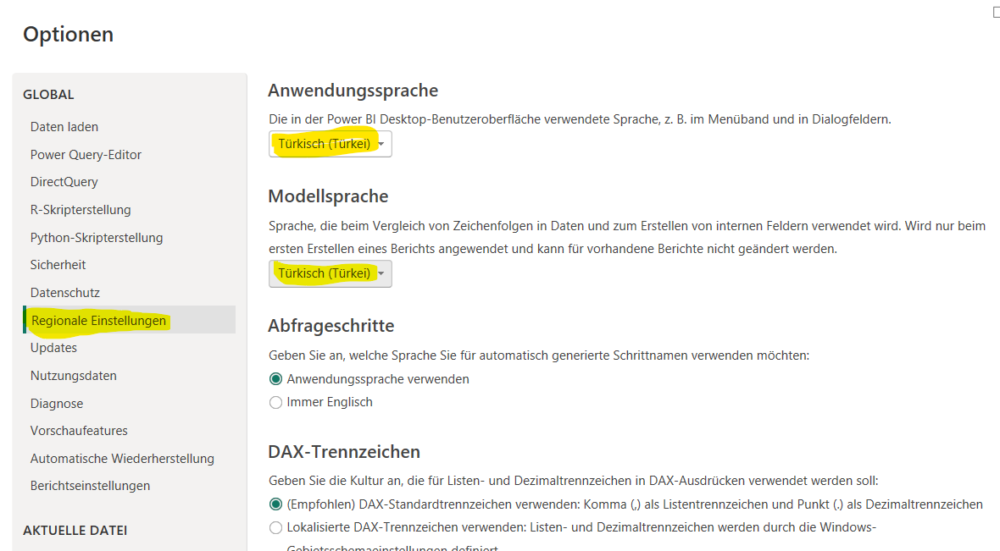 Optionen
GLOBAL
Daten laden
Power Query-Editor
DirectQuery
R-Skripterstellung
Python-Skripterstellung
Sicherheit
Datenschutz
Regionale Einstellungen
Updates
Nutzungsdaten
Diagnose
Vorschaufeatures
Automatische Wiederherstellung
Berichtseinstellungen
AKTUELLE DATEI
Anwendungssprache
Die in der Power BI Desktop-Benutzeroberfläche verwendete Sprache, z. B. im Menüband und in Dialogfeldern.
Türkisch (Türkei)
Modellsprache
Sprache, die beim Vergleich von Zeichenfolgen in Daten und zum Erstellen von internen Feldern verwendet wird. Wird nur beim
ersten Erstellen eines Berichts angewendet und kann für vorhandene Berichte nicht geändert werden.
Türkisch (Türkei)
Abfrageschritte
Geben Sie an, welche Sprache Sie für automatisch generierte Schrittnamen verwenden möchten:
Anwendungssprache verwenden
Immer Englisch
DAX-Trennzeichen
Geben Sie die Kultur an, die für Listen- und Dezimaltrennzeichen in DAX-Ausdrücken verwendet werden soll:
(Empfohlen) DAX-Standardtrennzeichen verwenden: Komma (,) als Listentrennzeichen und Punkt (.) als Dezimaltrennzeichen
Lokalisierte DAX-Trennzeichen verwenden: Listen- und Dezimaltrennzeichen werden durch die Windows-
Gebietsschemaeinstellungen definiert